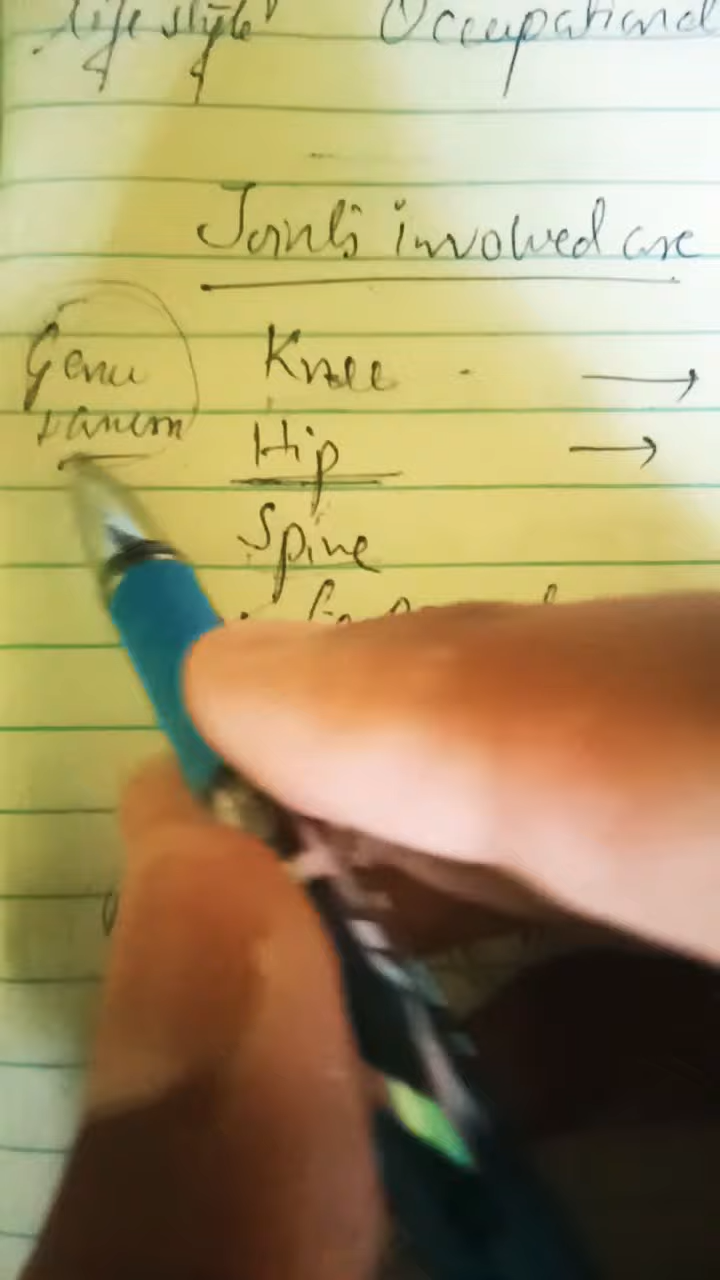 life style Occupational
Joints involved are
Genu Knee →
varum Hip →
Spine